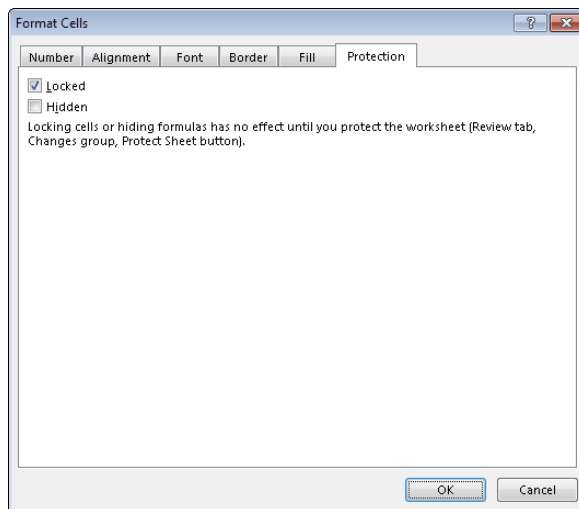 Format Cells
Number Alignment Font Border Fill Protection
Locked
Hidden
Locking cells or hiding formulas has no effect until you protect the worksheet (Review tab,
Changes group, Protect Sheet button).
OK Cancel